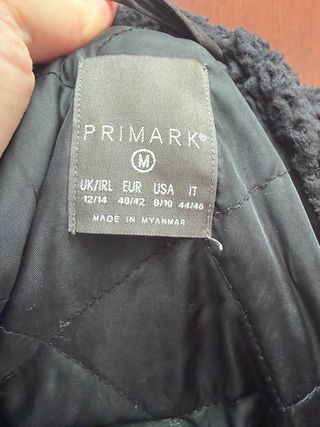 PRIMARK®
M
UK/IRL EUR USA IT
12/14 40/42 8/10 44/46
MADE IN MYANMAR